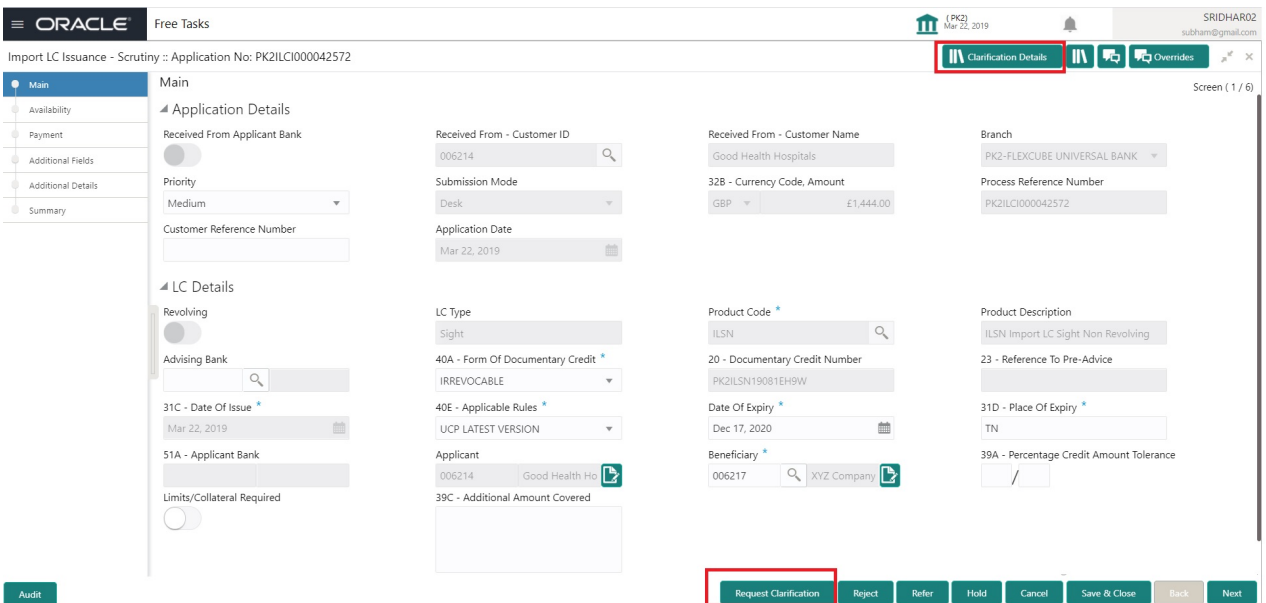 ORACLE
Free Tasks
( PK2)
Mar 22, 2019
SRIDHAR02
subham@gmail.com
Import LC Issuance - Scrutiny :: Application No: PK2ILCI000042572
Clarification Details
Overrides
Main
Availability
Payment
Additional Fields
Additional Details
Summary
Main
Screen ( 1 / 6)
Application Details
Received From Applicant Bank
Received From - Customer ID
Received From - Customer Name
Branch
006214
Good Health Hospitals
PK2-FLEXCUBE UNIVERSAL BANK
Priority
Submission Mode
32B - Currency Code, Amount
Process Reference Number
Medium
Desk
GBP
£1,444.00
PK2ILCI000042572
Customer Reference Number
Application Date
Mar 22, 2019
LC Details
Revolving
LC Type
Product Code *
Product Description
Sight
ILSN
ILSN Import LC Sight Non Revolving
Advising Bank
40A - Form Of Documentary Credit *
20 - Documentary Credit Number
23 - Reference To Pre-Advice
IRREVOCABLE
PK2ILSN19081EH9W
31C - Date Of Issue *
40E - Applicable Rules *
Date Of Expiry *
31D - Place Of Expiry *
Mar 22, 2019
UCP LATEST VERSION
Dec 17, 2020
TN
51A - Applicant Bank
Applicant
Beneficiary *
39A - Percentage Credit Amount Tolerance
006214
Good Health Ho
006217
XYZ Company
/
Limits/Collateral Required
39C - Additional Amount Covered
Audit
Request Clarification
Reject
Refer
Hold
Cancel
Save & Close
Back
Next